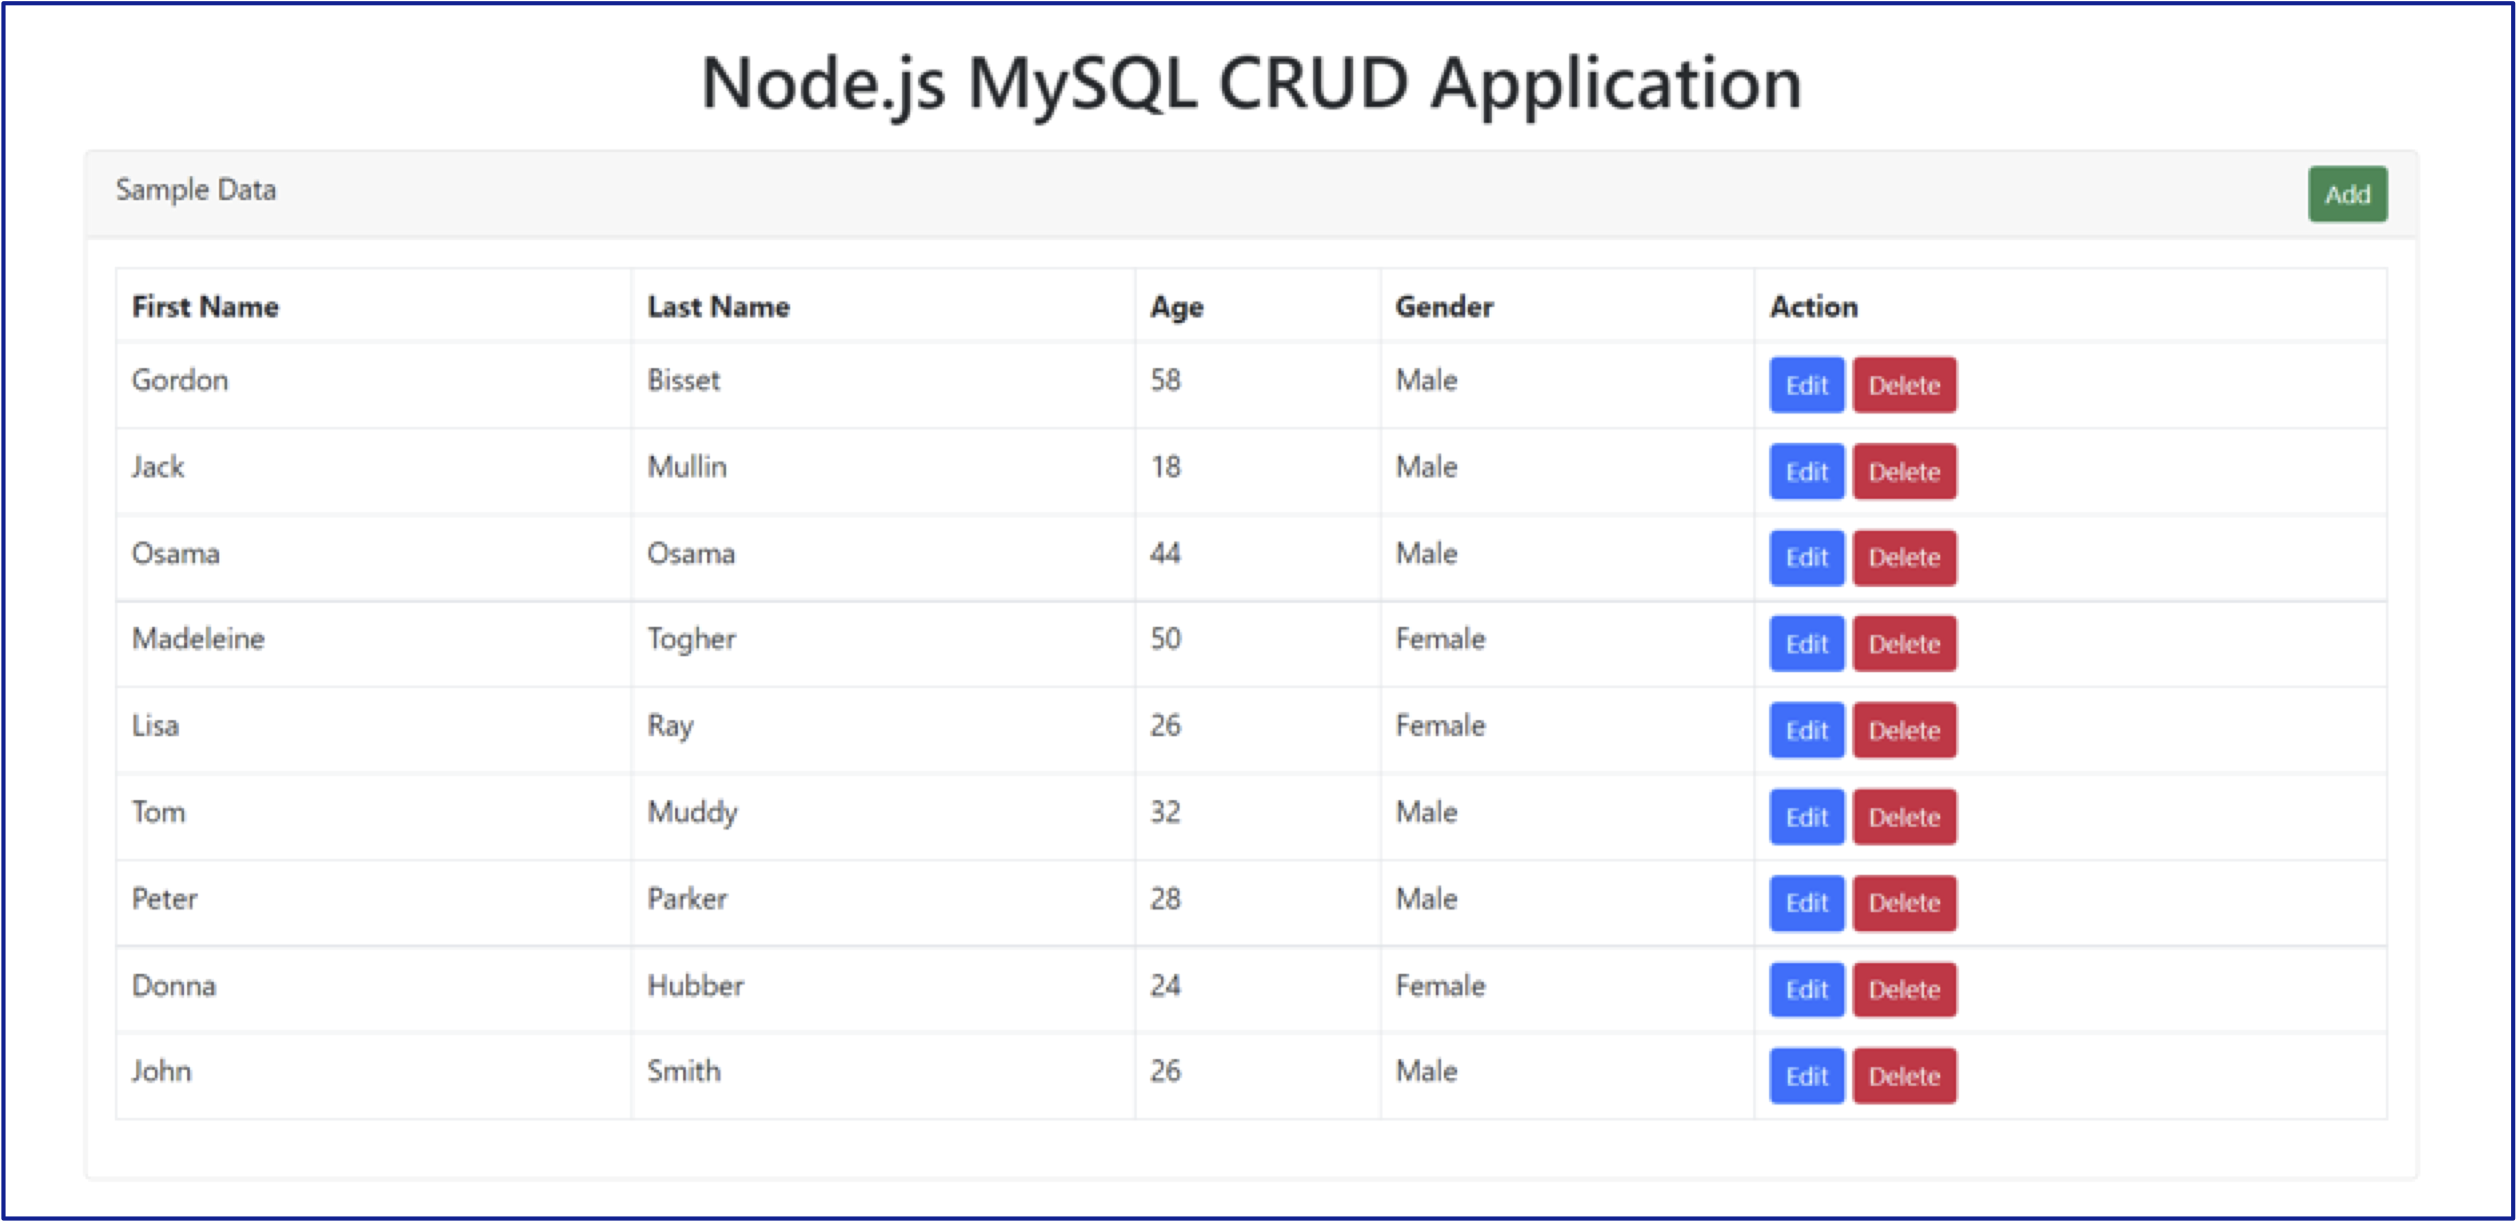 Node.js MySQL CRUD Application
Sample Data Add
First Name Last Name Age Gender Action
Gordon Bisset 58 Male Edit Delete
Jack Mullin 18 Male Edit Delete
Osama Osama 44 Male Edit Delete
Madeleine Togher 50 Female Edit Delete
Lisa Ray 26 Female Edit Delete
Tom Muddy 32 Male Edit Delete
Peter Parker 28 Male Edit Delete
Donna Hubber 24 Female Edit Delete
John Smith 26 Male Edit Delete